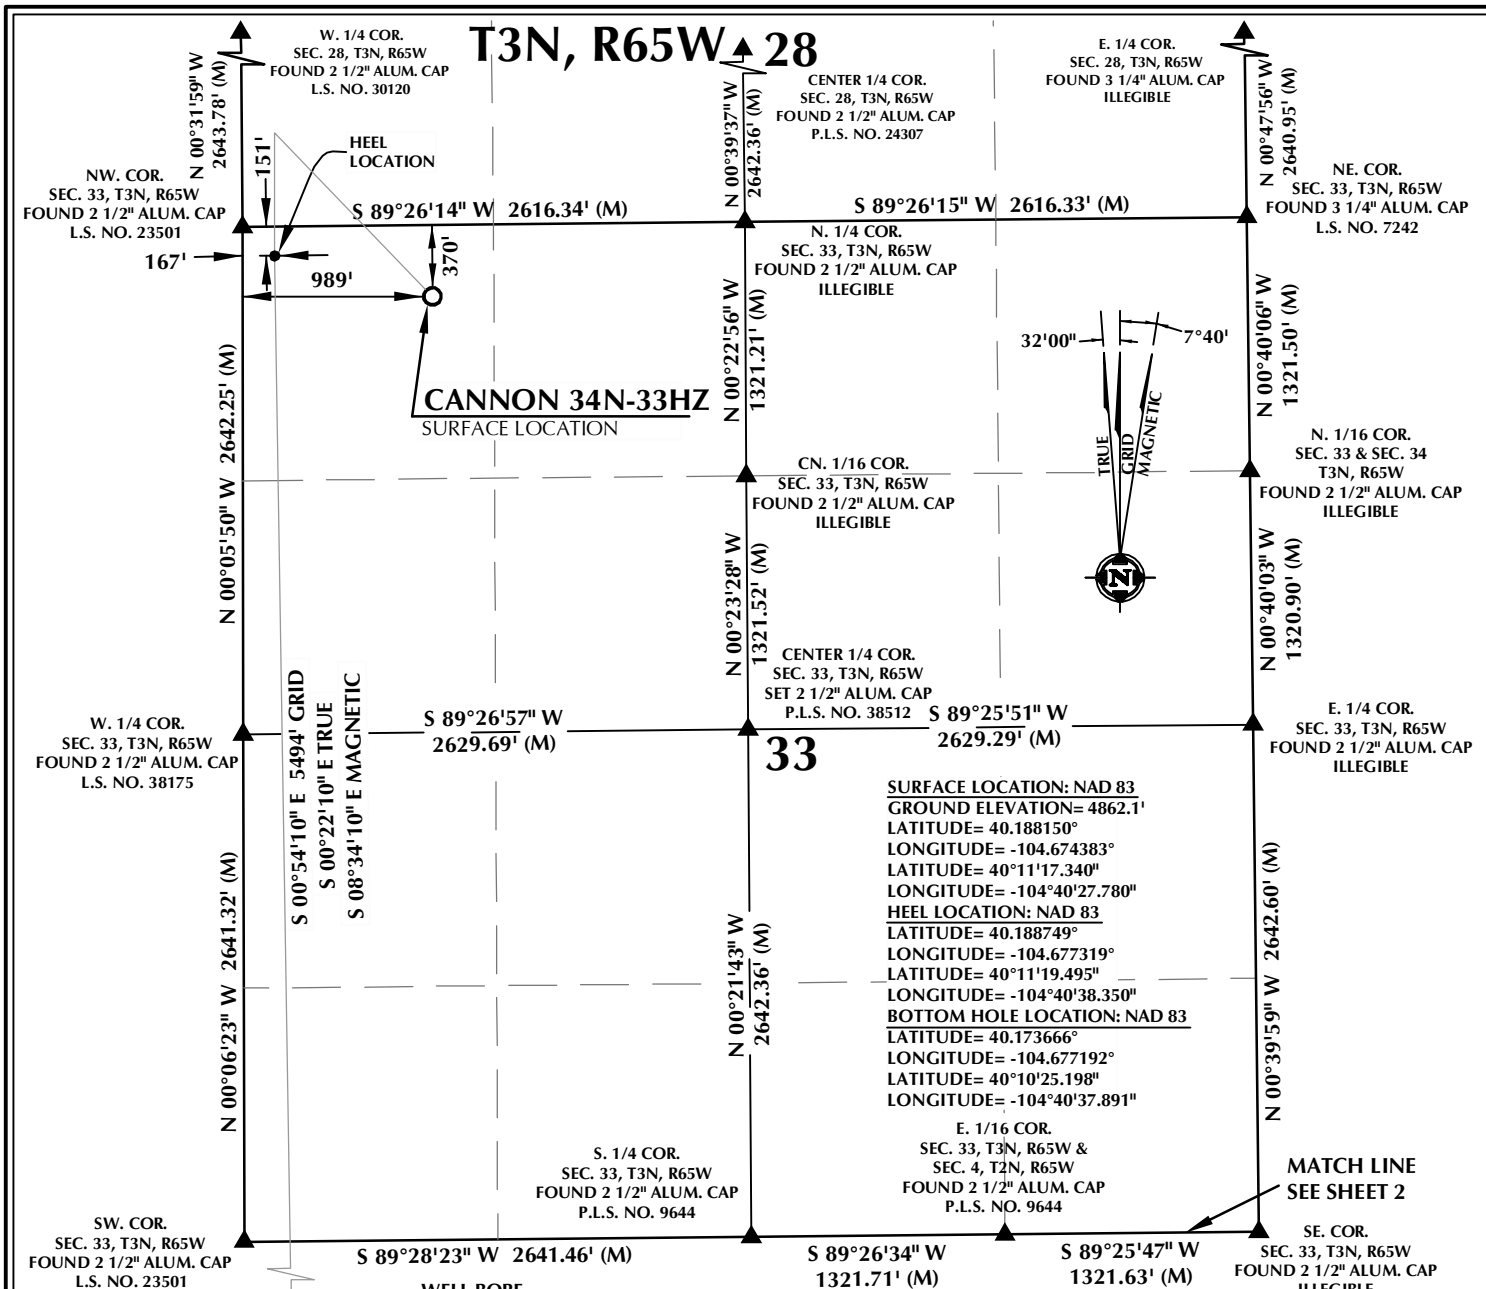 T3N, R65W
28
W. 1/4 COR.
SEC. 28, T3N, R65W
FOUND 2 1/2" ALUM. CAP
L.S. NO. 30120
CENTER 1/4 COR.
SEC. 28, T3N, R65W
FOUND 2 1/2" ALUM. CAP
P.L.S. NO. 24307
E. 1/4 COR.
SEC. 28, T3N, R65W
FOUND 3 1/4" ALUM. CAP
ILLEGIBLE
N 00°31'59" W
2643.78' (M)
N 00°39'37" W
2642.36' (M)
N 00°47'56" W
2640.95' (M)
151'
HEEL
LOCATION
NW. COR.
SEC. 33, T3N, R65W
FOUND 2 1/2" ALUM. CAP
L.S. NO. 23501
S 89°26'14" W 2616.34' (M)
S 89°26'15" W 2616.33' (M)
NE. COR.
SEC. 33, T3N, R65W
FOUND 3 1/4" ALUM. CAP
L.S. NO. 7242
N. 1/4 COR.
SEC. 33, T3N, R65W
FOUND 2 1/2" ALUM. CAP
ILLEGIBLE
167'
989'
370'
CANNON 34N-33HZ
SURFACE LOCATION
N 00°05'50" W 2642.25' (M)
N 00°22'56" W
1321.21' (M)
32'00"
7°40'
TRUE
GRID
MAGNETIC
N
N 00°40'06" W
1321.50' (M)
CN. 1/16 COR.
SEC. 33, T3N, R65W
FOUND 2 1/2" ALUM. CAP
ILLEGIBLE
N. 1/16 COR.
SEC. 33 & SEC. 34
T3N, R65W
FOUND 2 1/2" ALUM. CAP
ILLEGIBLE
N 00°23'28" W
1321.52' (M)
N 00°40'03" W
1320.90' (M)
CENTER 1/4 COR.
SEC. 33, T3N, R65W
SET 2 1/2" ALUM. CAP
P.L.S. NO. 38512
W. 1/4 COR.
SEC. 33, T3N, R65W
FOUND 2 1/2" ALUM. CAP
L.S. NO. 38175
S 00°54'10" E 5494' GRID
S 00°22'10" E TRUE
S 08°34'10" E MAGNETIC
S 89°26'57" W
2629.69' (M)
33
S 89°25'51" W
2629.29' (M)
E. 1/4 COR.
SEC. 33, T3N, R65W
FOUND 2 1/2" ALUM. CAP
ILLEGIBLE
SURFACE LOCATION: NAD 83
GROUND ELEVATION= 4862.1'
LATITUDE= 40.188150°
LONGITUDE= -104.674383°
LATITUDE= 40°11'17.340"
LONGITUDE= -104°40'27.780"
HEEL LOCATION: NAD 83
LATITUDE= 40.188749°
LONGITUDE= -104.677319°
LATITUDE= 40°11'19.495"
LONGITUDE= -104°40'38.350"
BOTTOM HOLE LOCATION: NAD 83
LATITUDE= 40.173666°
LONGITUDE= -104.677192°
LATITUDE= 40°10'25.198"
LONGITUDE= -104°40'37.891"
N 00°06'23" W 2641.32' (M)
N 00°21'43" W
2642.36' (M)
N 00°39'59" W 2642.60' (M)
S. 1/4 COR.
SEC. 33, T3N, R65W
FOUND 2 1/2" ALUM. CAP
P.L.S. NO. 9644
E. 1/16 COR.
SEC. 33, T3N, R65W &
SEC. 4, T2N, R65W
FOUND 2 1/2" ALUM. CAP
P.L.S. NO. 9644
MATCH LINE
SEE SHEET 2
SW. COR.
SEC. 33, T3N, R65W
FOUND 2 1/2" ALUM. CAP
L.S. NO. 23501
S 89°28'23" W 2641.46' (M)
S 89°26'34" W
1321.71' (M)
S 89°25'47" W
1321.63' (M)
SE. COR.
SEC. 33, T3N, R65W
FOUND 2 1/2" ALUM. CAP
ILLEGIBLE
WELL BORE